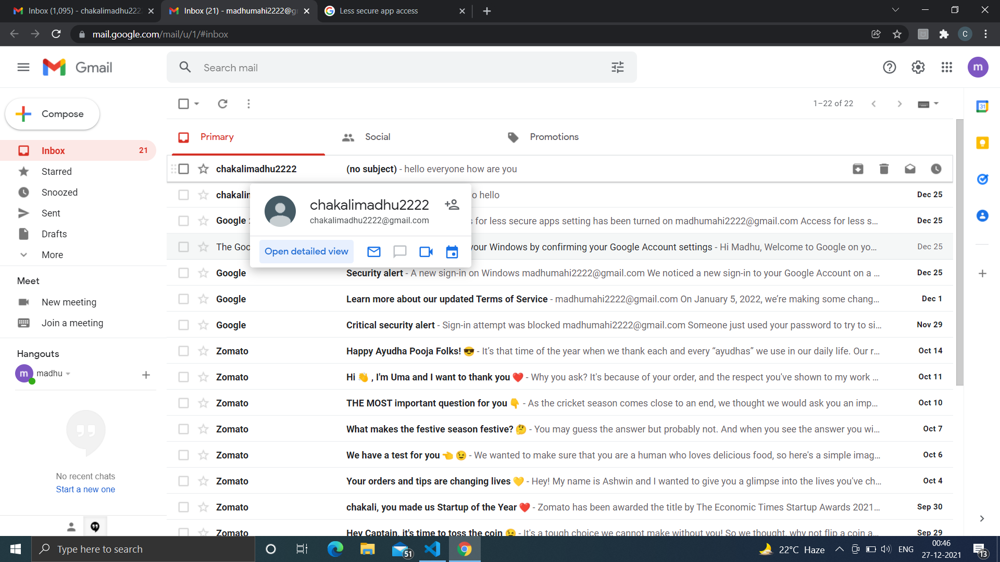 Inbox (1,095) - chakalimadhu222
Inbox (21) - madhumahi2222@g
Less secure app access
mail.google.com/mail/u/1/#inbox
C
Gmail
Search mail
m
Compose
1–22 of 22
31
Primary
Social
Promotions
Inbox 21
Starred
Snoozed
Sent
Drafts
More
Meet
New meeting
Join a meeting
Hangouts
m madhu
No recent chats
Start a new one
chakalimadhu2222 (no subject) - hello everyone how are you
hello Dec 25
chakalimadhu2222
chakalimadhu2222@gmail.com
Open detailed view
Google for less secure apps setting has been turned on madhumahi2222@gmail.com Access for less s... Dec 25
The Goo your Windows by confirming your Google Account settings - Hi Madhu, Welcome to Google on yo... Dec 25
Google Security alert - A new sign-in on Windows madhumahi2222@gmail.com We noticed a new sign-in to your Google Account on a ... Dec 25
Google Learn more about our updated Terms of Service - madhumahi2222@gmail.com On January 5, 2022, we’re making some chang... Dec 1
Google Critical security alert - Sign-in attempt was blocked madhumahi2222@gmail.com Someone just used your password to try to si... Nov 29
Zomato Happy Ayudha Pooja Folks! 😎 - It’s that time of the year when we thank each and every “ayudhas” we use in our daily life. Our r... Oct 14
Zomato Hi 👋 , I'm Uma and I want to thank you ❤️ - Why you ask? It's because of your order, and the respect you've shown to my work ... Oct 11
Zomato THE MOST important question for you 👇 - As the cricket season comes close to an end, we thought we would ask you an imp... Oct 10
Zomato What makes the festive season festive? 🤔 - You may guess the answer but probably not. And when you see the answer you wi... Oct 7
Zomato We have a test for you 👈 😉 - We wanted to make sure that you are a human who loves delicious food, so here's a simple imag... Oct 6
Zomato Your orders and tips are changing lives 💛 - Hey! My name is Ashwin and I wanted to give you a glimpse into the lives you've ch... Oct 4
Zomato chakali, you made us Startup of the Year ❤️ - Zomato has been awarded the title by The Economic Times Startup Awards 2021... Sep 30
Zomato Hey Captain, it's time to toss the coin 😉 - It's a tough choice we cannot make without you! So we thought, why not flip a coin a... Sep 29
Type here to search
51
22°C Haze
ENG
00:46
27-12-2021
13